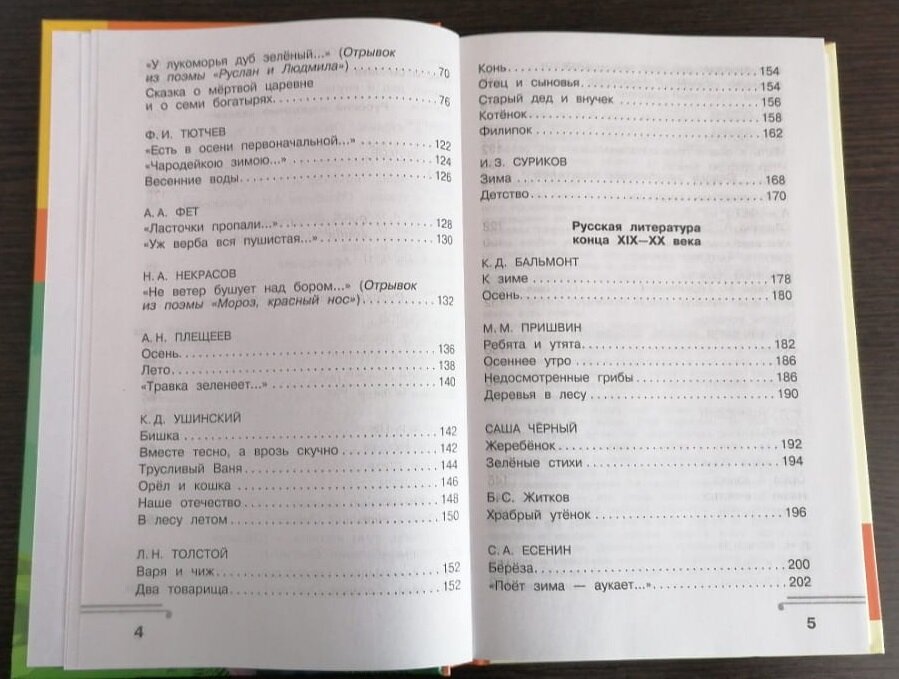 «У лукоморья дуб зелёный...» (Отрывок
из поэмы «Руслан и Людмила») 70
Сказка о мёртвой царевне
и о семи богатырях 76
Ф. И. ТЮТЧЕВ
«Есть в осени первоначальной...» 122
«Чародейкою зимою...» 124
Весенние воды 126
А. А. ФЕТ
«Ласточки пропали...» 128
«Уж верба вся пушистая...» 130
Н. А. НЕКРАСОВ
«Не ветер бушует над бором...» (Отрывок
из поэмы «Мороз, красный нос») 132
А. Н. ПЛЕЩЕЕВ
Осень 136
Лето 138
«Травка зеленеет...» 140
К. Д. УШИНСКИЙ
Бишка 142
Вместе тесно, а врозь скучно 142
Трусливый Ваня 144
Орёл и кошка 146
Наше отечество 148
В лесу летом 150
Л. Н. ТОЛСТОЙ
Варя и чиж 152
Два товарища 152
4
Конь 154
Отец и сыновья 154
Старый дед и внучек 156
Котёнок 158
Филипок 162
И. З. СУРИКОВ
Зима 168
Детство 170
Русская литература
конца XIX—XX века
К. Д. БАЛЬМОНТ
К зиме 178
Осень 180
М. М. ПРИШВИН
Ребята и утята 182
Осеннее утро 186
Недосмотренные грибы 186
Деревья в лесу 190
САША ЧЁРНЫЙ
Жеребёнок 192
Зелёные стихи 194
Б. С. ЖИТКОВ
Храбрый утёнок 196
С. А. ЕСЕНИН
Берёза 200
«Поёт зима — аукает...» 202
5